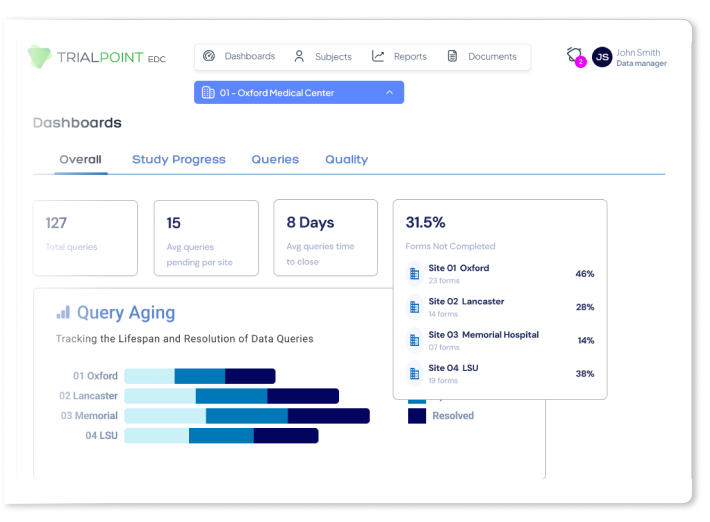 TRIALPOINT EDC
Dashboards
Subjects
Reports
Documents
2
JS
John Smith
Data manager
01 - Oxford Medical Center
Dashboards
Overall
Study Progress
Queries
Quality
127
Total queries
15
Avg queries
pending per site
8 Days
Avg queries time
to close
31.5%
Forms Not Completed
Site 01 Oxford
23 forms
46%
Site 02 Lancaster
14 forms
28%
Site 03 Memorial Hospital
07 forms
14%
Site 04 LSU
19 forms
38%
Query Aging
Tracking the Lifespan and Resolution of Data Queries
01 Oxford
02 Lancaster
03 Memorial
04 LSU
Resolved